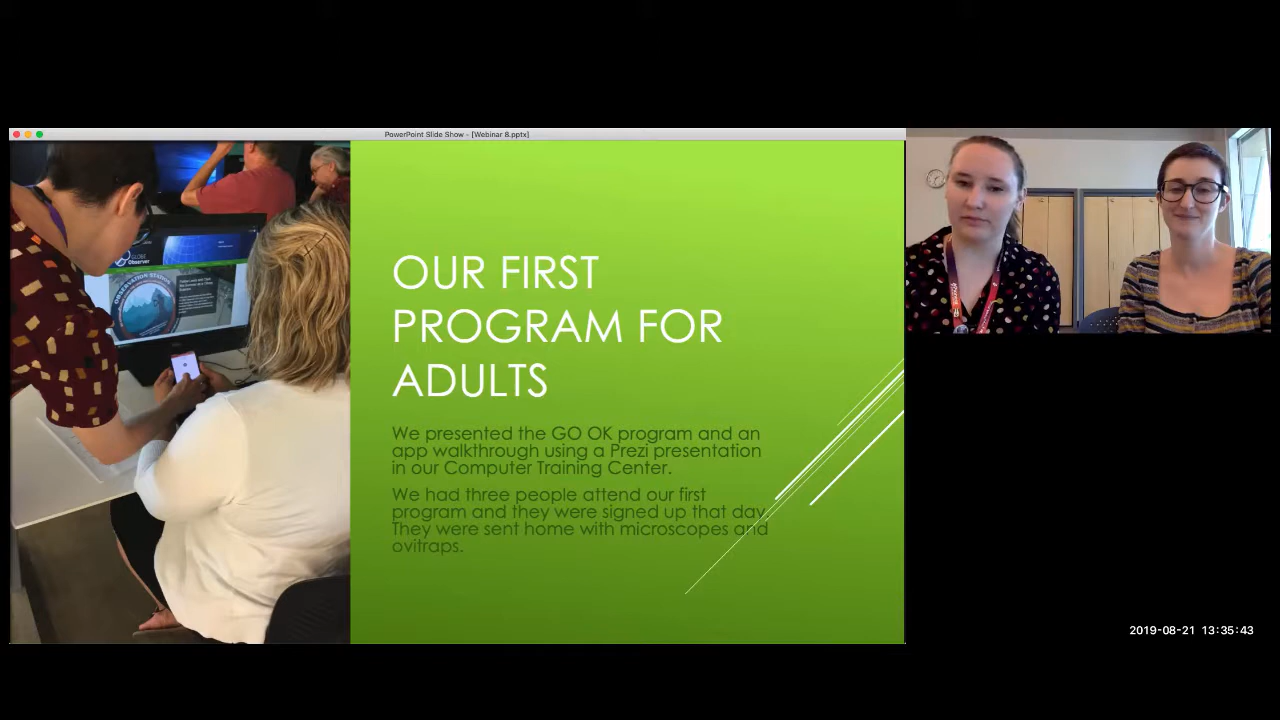 PowerPoint Slide Show - [Webinar 8.pptx]
OUR FIRST
PROGRAM FOR
ADULTS
We presented the GO OK program and an
app walkthrough using a Prezi presentation
in our Computer Training Center.
We had three people attend our first
program and they were signed up that day.
They were sent home with microscopes and
ovitraps.
GLOBE
Observer
2019-08-21 13:35:43